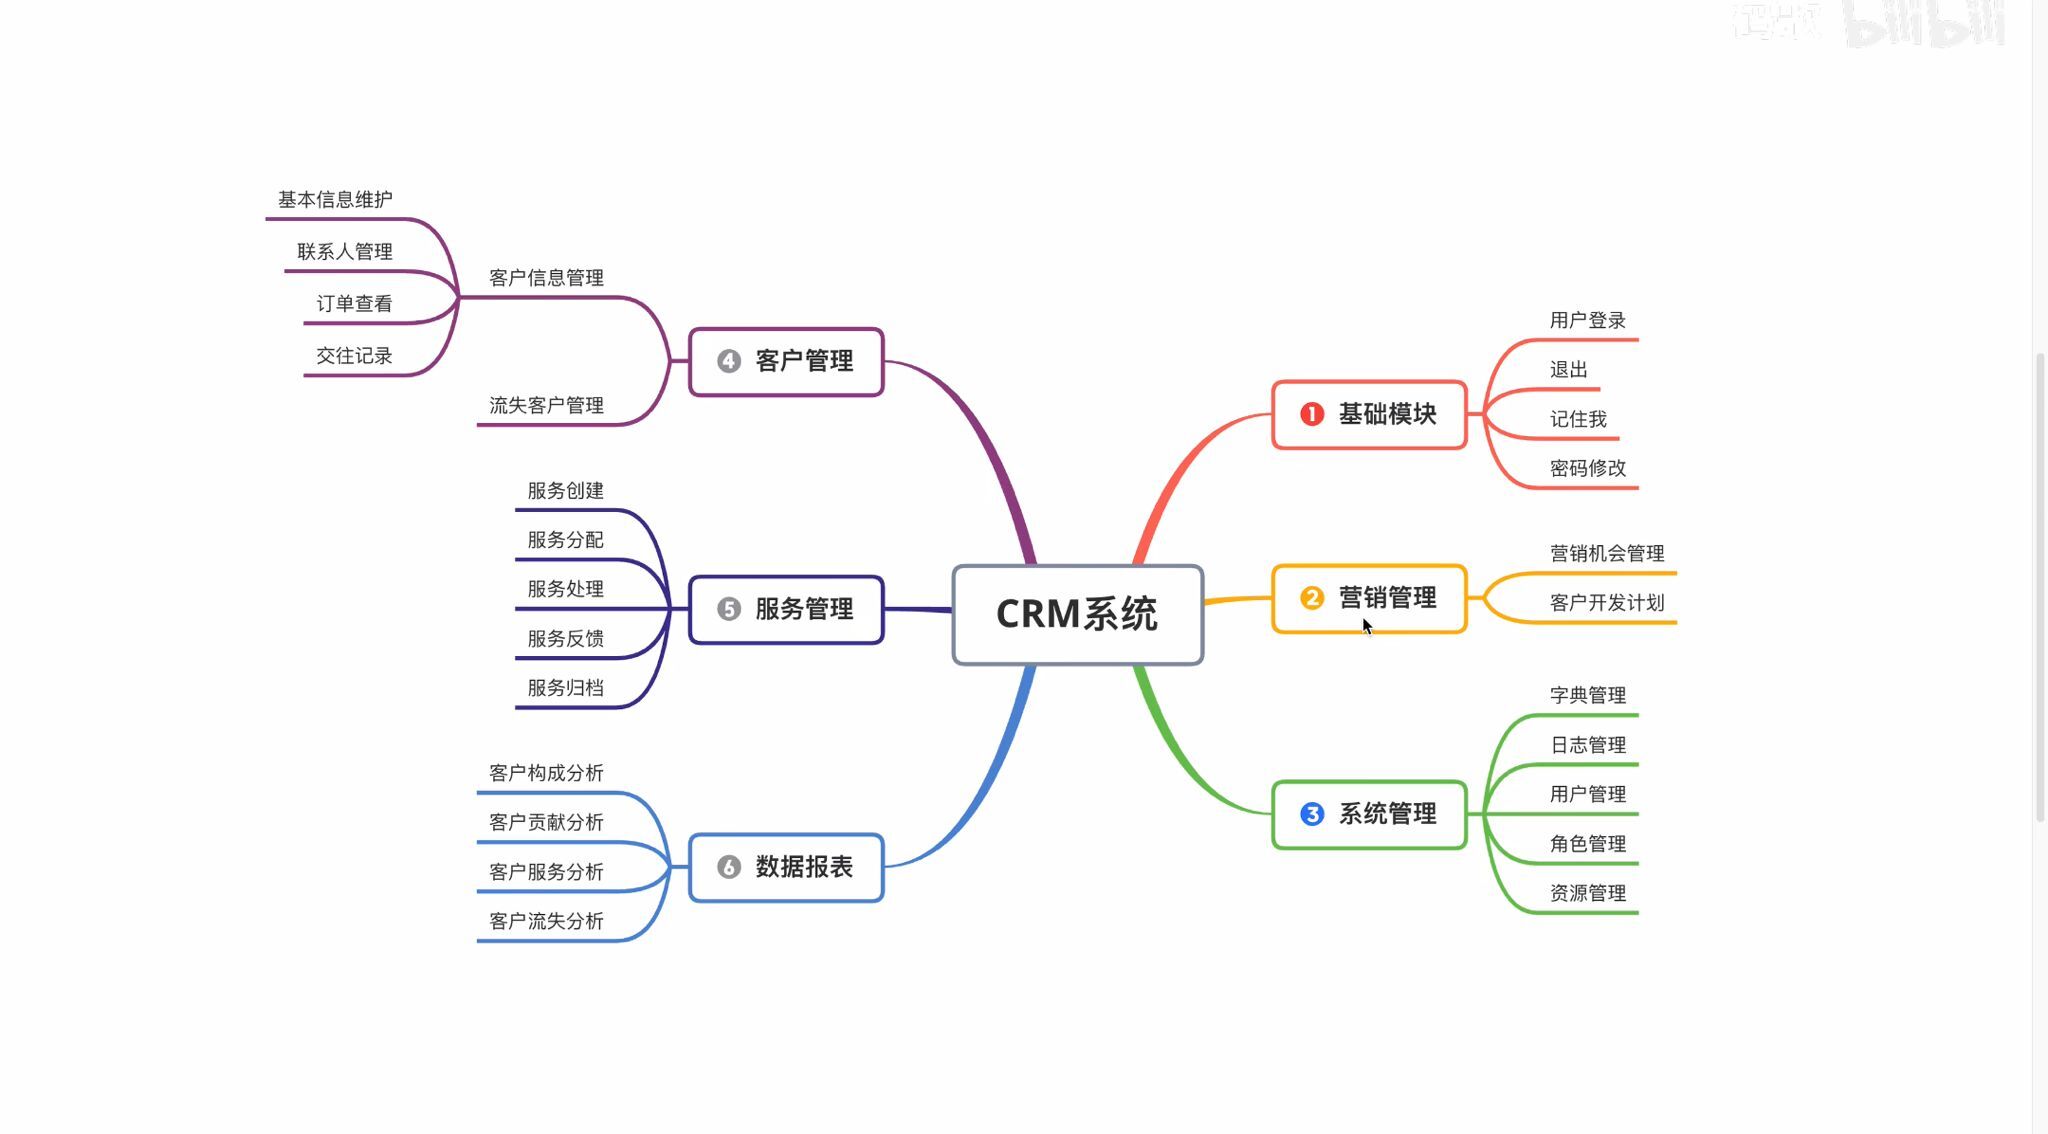 码歌 bilibili
CRM系统
1 基础模块
用户登录
退出
记住我
密码修改
2 营销管理
营销机会管理
客户开发计划
3 系统管理
字典管理
日志管理
用户管理
角色管理
资源管理
4 客户管理
客户信息管理
基本信息维护
联系人管理
订单查看
交往记录
流失客户管理
5 服务管理
服务创建
服务分配
服务处理
服务反馈
服务归档
6 数据报表
客户构成分析
客户贡献分析
客户服务分析
客户流失分析